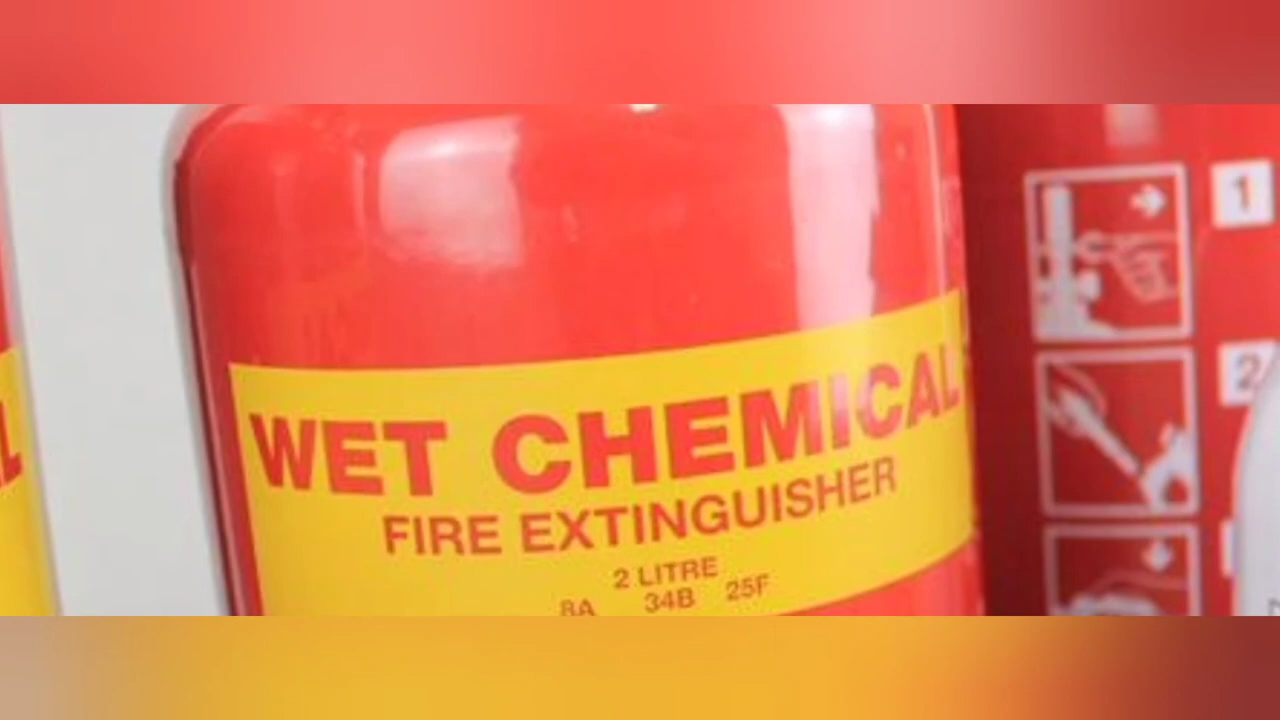 WET CHEMICAL
FIRE EXTINGUISHER
2 LITRE
8A 34B 25F
1
2